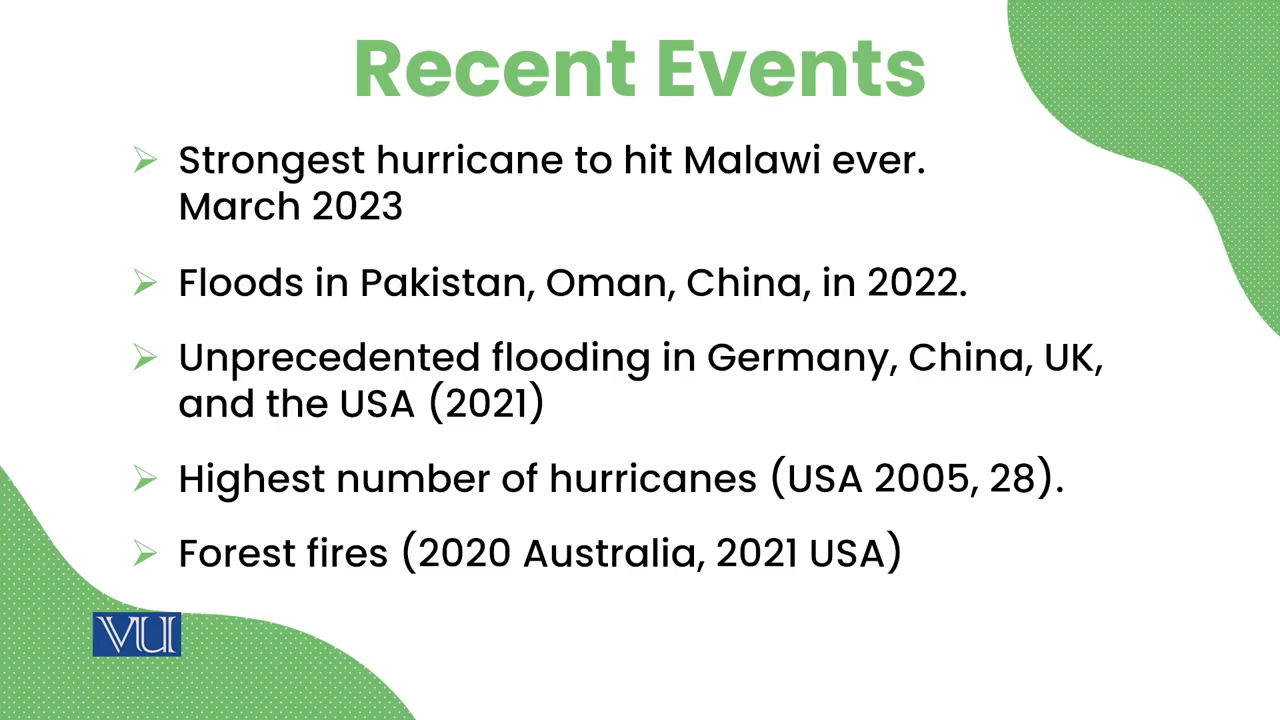 Recent Events
Strongest hurricane to hit Malawi ever.
March 2023
Floods in Pakistan, Oman, China, in 2022.
Unprecedented flooding in Germany, China, UK,
and the USA (2021)
Highest number of hurricanes (USA 2005, 28).
Forest fires (2020 Australia, 2021 USA)
VU